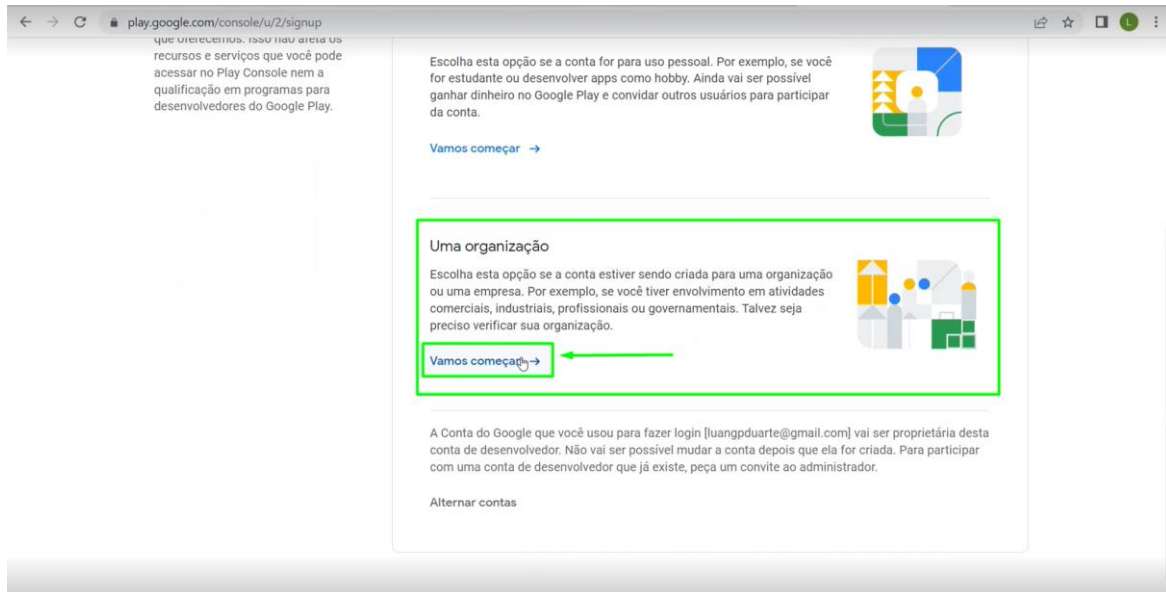 play.google.com/console/u/2/signup
L
que oferecemos. Isso não afeta os
recursos e serviços que você pode
acessar no Play Console nem a
qualificação em programas para
desenvolvedores do Google Play.
Escolha esta opção se a conta for para uso pessoal. Por exemplo, se você
for estudante ou desenvolver apps como hobby. Ainda vai ser possível
ganhar dinheiro no Google Play e convidar outros usuários para participar
da conta.
Vamos começar →
Uma organização
Escolha esta opção se a conta estiver sendo criada para uma organização
ou uma empresa. Por exemplo, se você tiver envolvimento em atividades
comerciais, industriais, profissionais ou governamentais. Talvez seja
preciso verificar sua organização.
Vamos começar →
A Conta do Google que você usou para fazer login [luangpduarte@gmail.com] vai ser proprietária desta
conta de desenvolvedor. Não vai ser possível mudar a conta depois que ela for criada. Para participar
com uma conta de desenvolvedor que já existe, peça um convite ao administrador.
Alternar contas